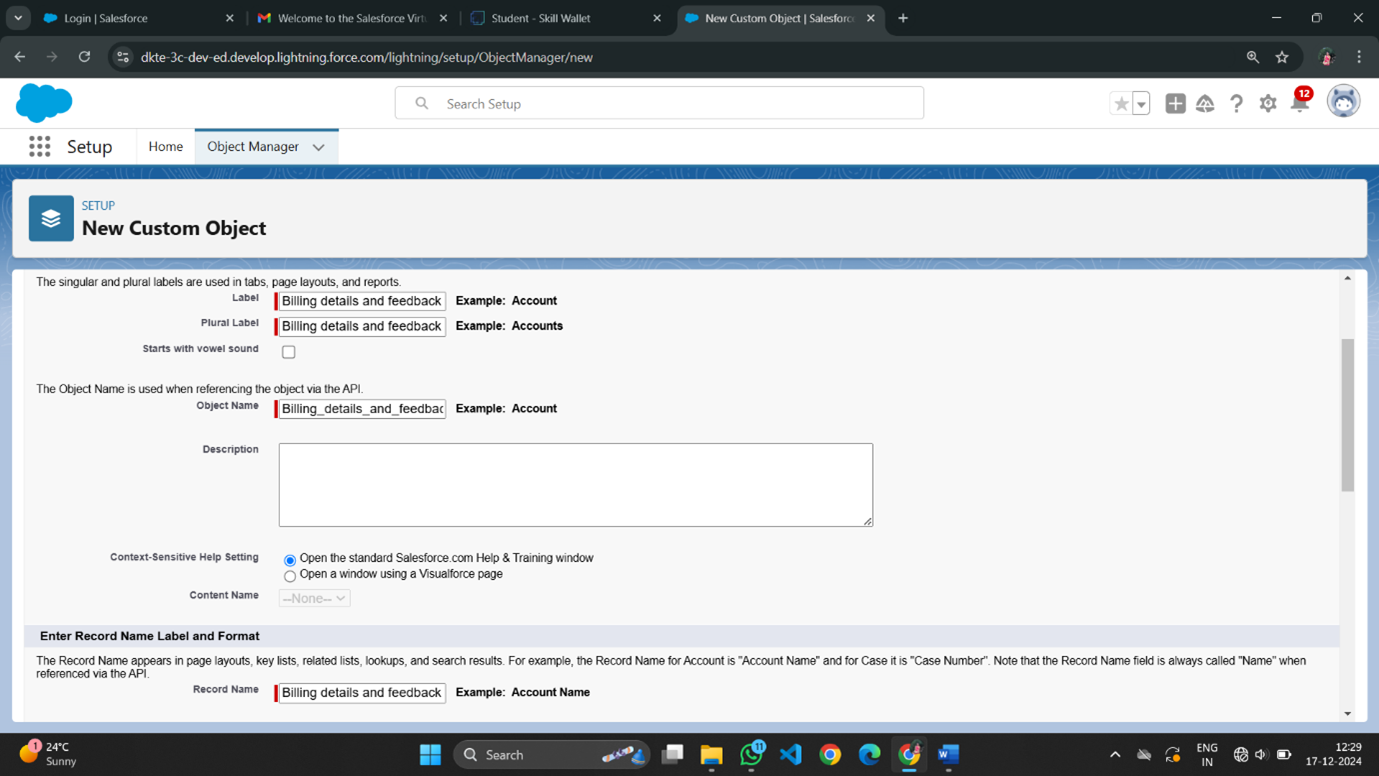 Login | Salesforce
Welcome to the Salesforce Virtu
Student - Skill Wallet
New Custom Object | Salesforce
dkte-3c-dev-ed.develop.lightning.force.com/lightning/setup/ObjectManager/new
Search Setup
12
Setup
Home
Object Manager
SETUP
New Custom Object
The singular and plural labels are used in tabs, page layouts, and reports.
Label Billing details and feedback Example: Account
Plural Label Billing details and feedback Example: Accounts
Starts with vowel sound
The Object Name is used when referencing the object via the API.
Object Name Billing_details_and_feedbac Example: Account
Description
Context-Sensitive Help Setting Open the standard Salesforce.com Help & Training window
Open a window using a Visualforce page
Content Name --None--
Enter Record Name Label and Format
The Record Name appears in page layouts, key lists, related lists, lookups, and search results. For example, the Record Name for Account is "Account Name" and for Case it is "Case Number". Note that the Record Name field is always called "Name" when
referenced via the API.
Record Name Billing details and feedback Example: Account Name
1
24°C
Sunny
Search
11
ENG
IN
12:29
17-12-2024